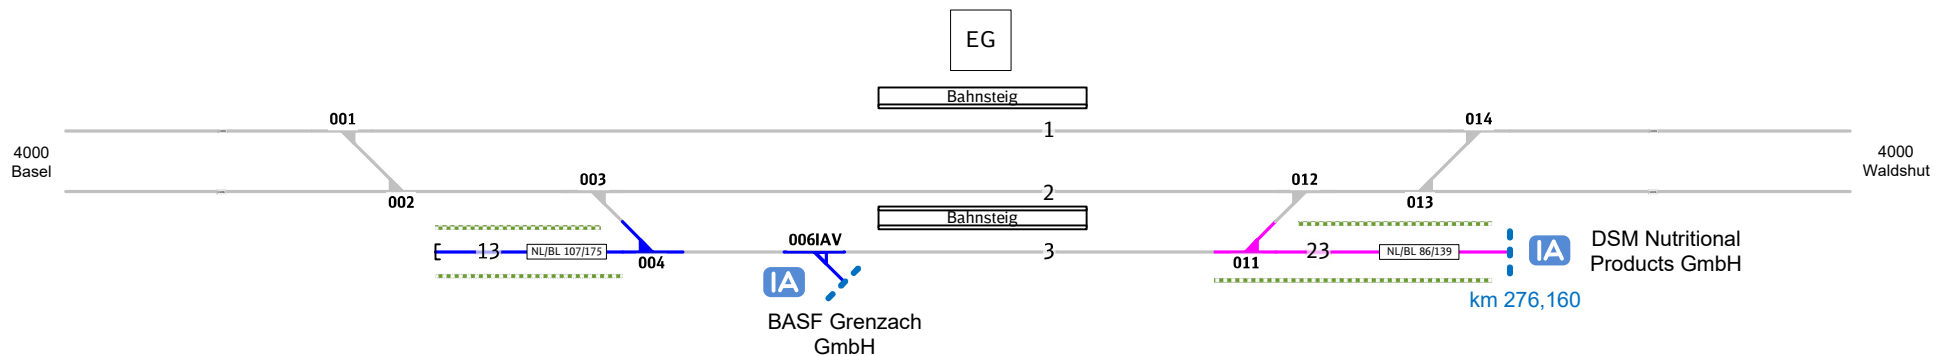 EG
Bahnsteig
001
1
014
4000
Basel
4000
Waldshut
003
012
2
002
013
Bahnsteig
13
NL/BL 107/175
004
006IAV
3
011
23
NL/BL 86/139
IA
DSM Nutritional
Products GmbH
IA
km 276,160
BASF Grenzach
GmbH